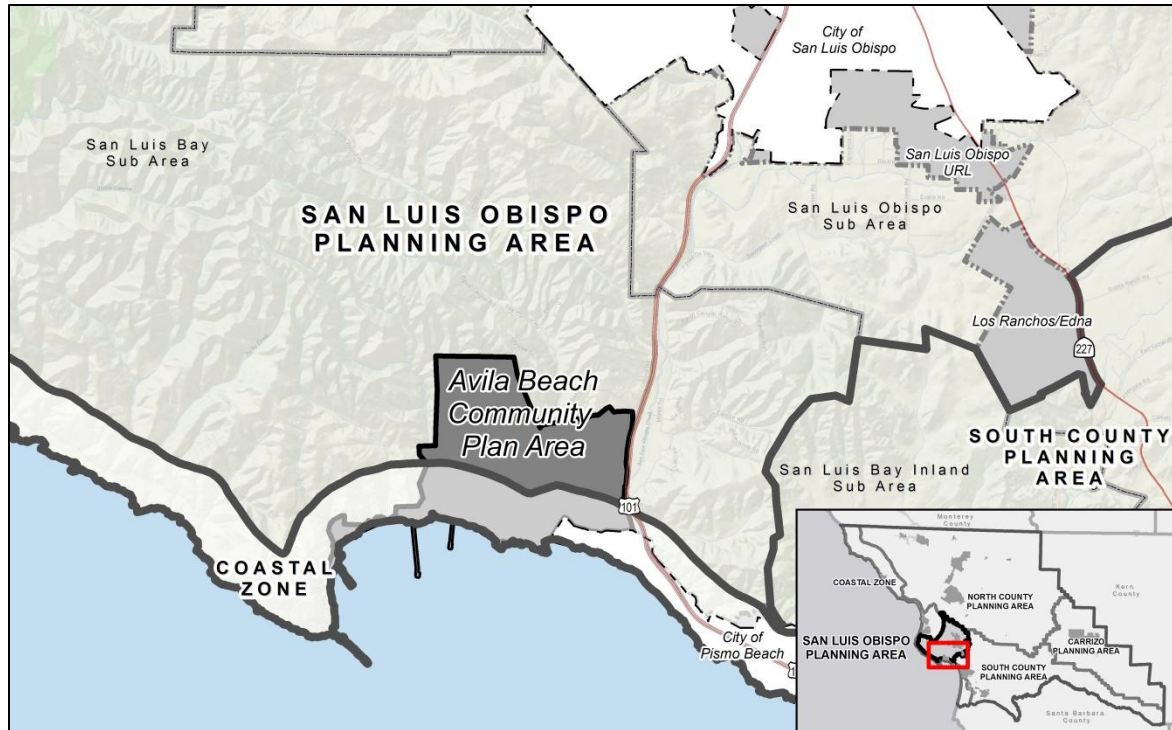 City of
San Luis Obispo
San Luis Bay
Sub Area
San Luis Obispo
URL
SAN LUIS OBISPO
PLANNING AREA
San Luis Obispo
Sub Area
Los Ranchos/Edna
227
Avila Beach
Community
Plan Area
SOUTH COUNTY
PLANNING
AREA
San Luis Bay Inland
Sub Area
101
COASTAL
ZONE
City of
Pismo Beach
Monterey
County
COASTAL ZONE
Kern
County
NORTH COUNTY
PLANNING AREA
SAN LUIS OBISPO
PLANNING AREA
CARRIZO
PLANNING AREA
SOUTH COUNTY
PLANNING AREA
Santa Barbara
County